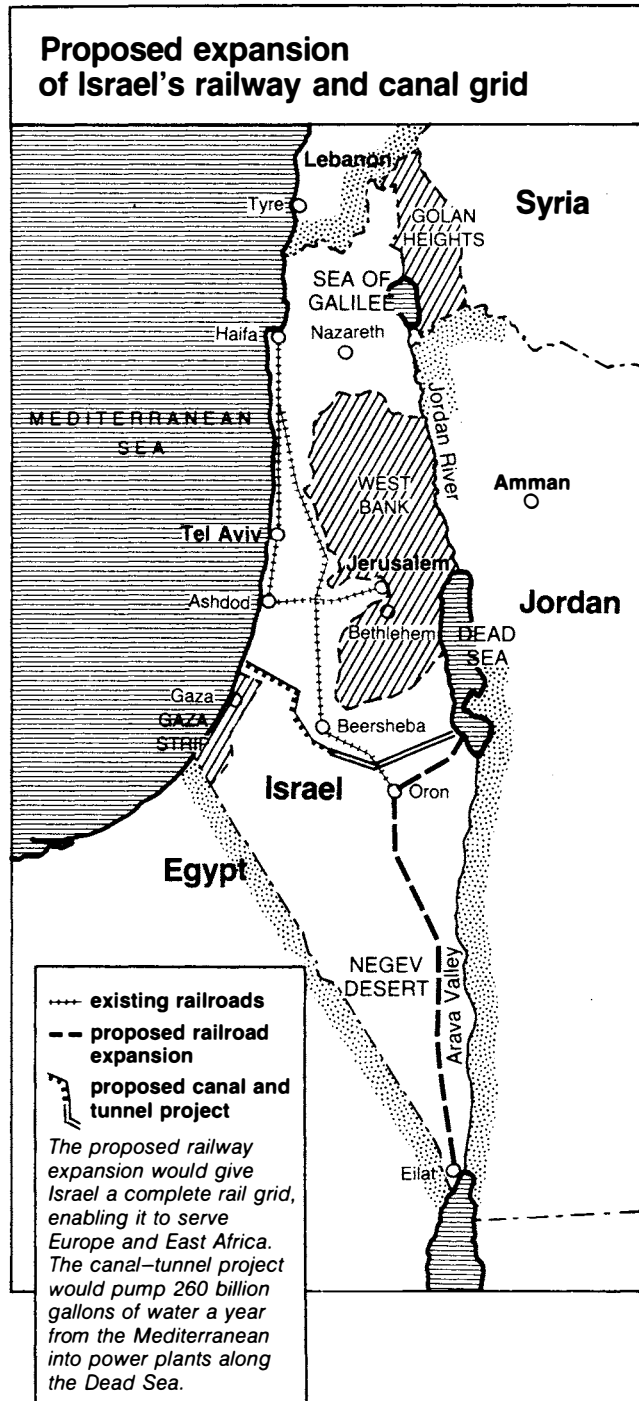 Proposed expansion
of Israel's railway and canal grid
Lebanon
Tyre
GOLAN
HEIGHTS
Syria
SEA OF
GALILEE
Haifa
Nazareth
MEDITERRANEAN
SEA
Jordan River
WEST
BANK
Amman
Tel Aviv
Jerusalem
Ashdod
Jordan
Bethlehem
DEAD
SEA
Gaza
GAZA
STRIP
Beersheba
Israel
Oron
Egypt
NEGEV
DESERT
Arava Valley
Eilat
existing railroads
proposed railroad
expansion
proposed canal and
tunnel project
The proposed railway
expansion would give
Israel a complete rail grid,
enabling it to serve
Europe and East Africa.
The canal–tunnel project
would pump 260 billion
gallons of water a year
from the Mediterranean
into power plants along
the Dead Sea.